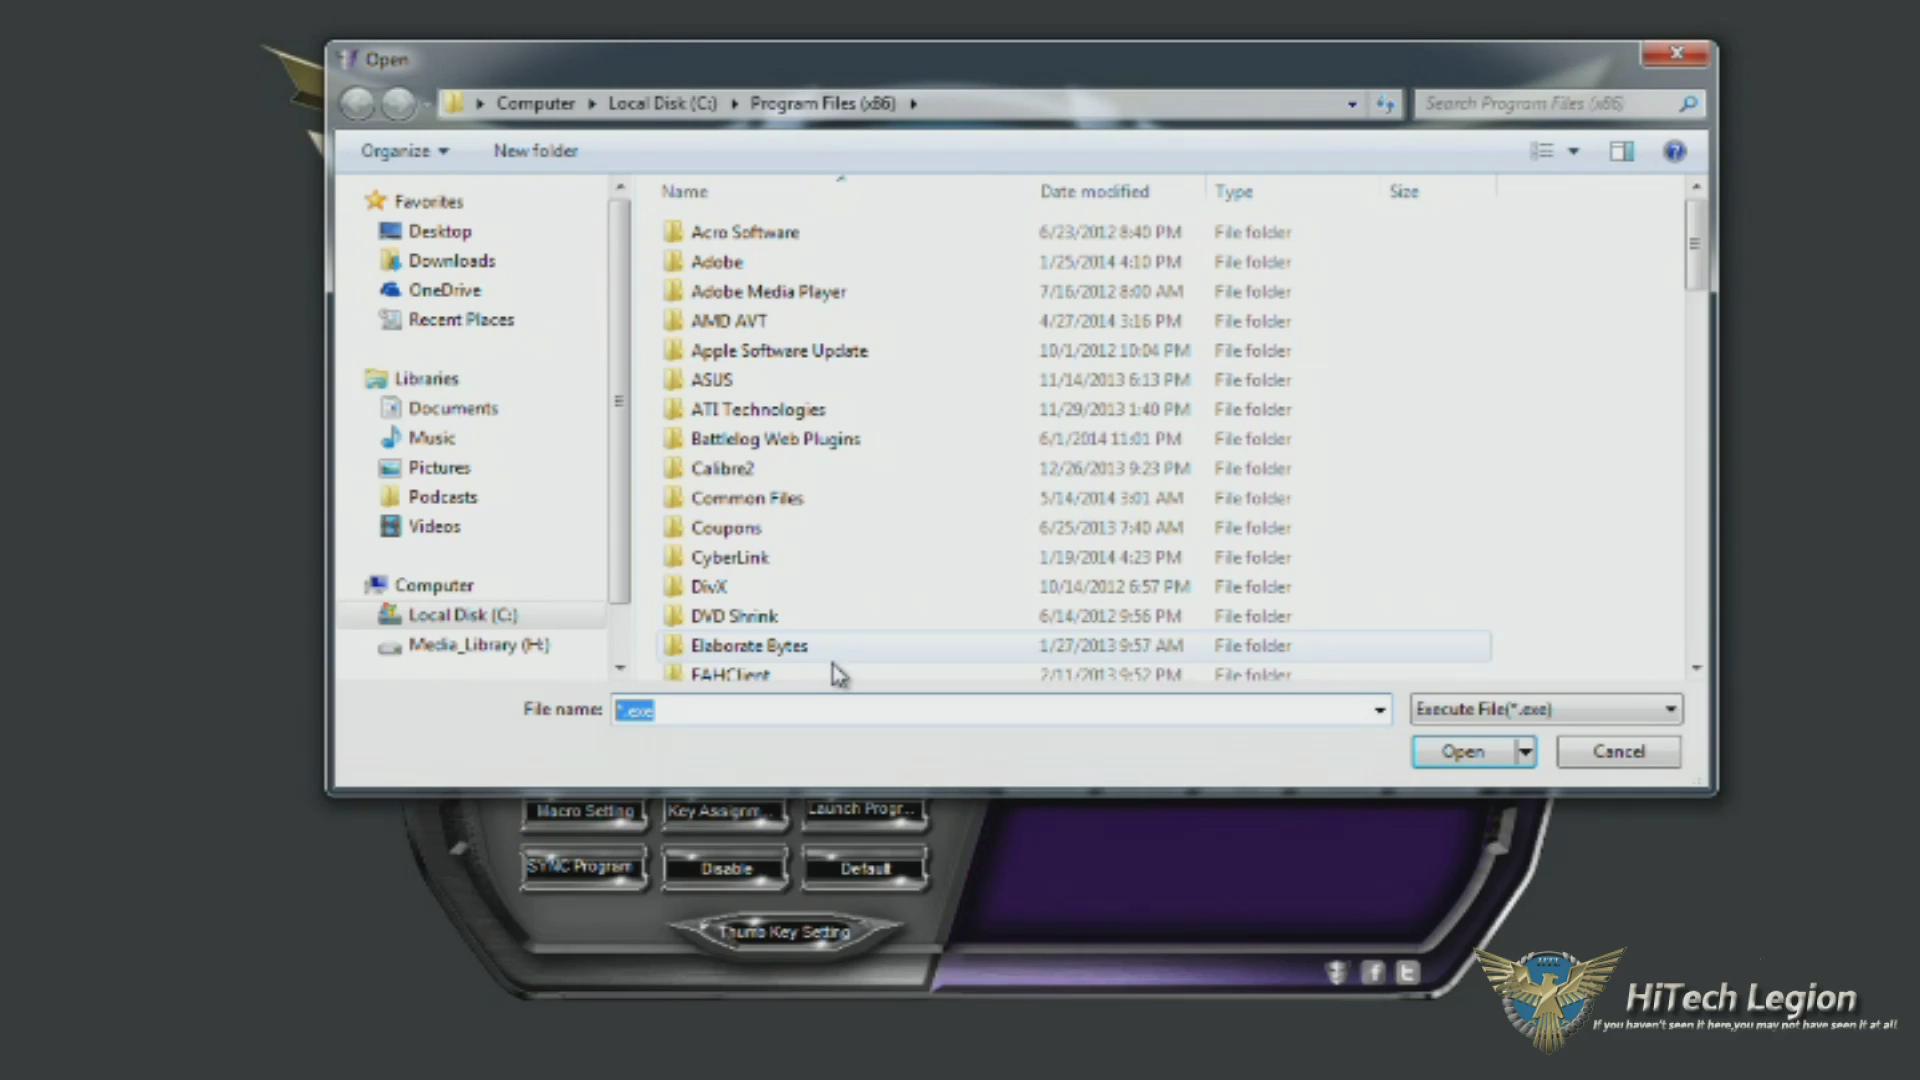 Open
Computer Local Disk (C:) Program Files (x86)
Search Program Files (x86)
Organize New folder
Name Date modified Type Size
Favorites
Desktop
Downloads
OneDrive
Recent Places
Libraries
Documents
Music
Pictures
Podcasts
Videos
Computer
Local Disk (C:)
Media_Library (H:)
Acro Software 6/23/2012 8:40 PM File folder
Adobe 1/25/2014 4:10 PM File folder
Adobe Media Player 7/16/2012 8:00 AM File folder
AMD AVT 4/27/2014 3:16 PM File folder
Apple Software Update 10/1/2012 10:04 PM File folder
ASUS 11/14/2013 6:13 PM File folder
ATI Technologies 11/29/2013 1:40 PM File folder
Battlelog Web Plugins 6/1/2014 11:01 PM File folder
Calibre2 12/26/2013 9:23 PM File folder
Common Files 5/14/2014 3:01 AM File folder
Coupons 6/25/2013 7:40 AM File folder
CyberLink 1/19/2014 4:23 PM File folder
DivX 10/14/2012 6:57 PM File folder
DVD Shrink 6/14/2012 9:56 PM File folder
Elaborate Bytes 1/27/2013 9:57 AM File folder
FAHClient 2/11/2013 9:52 PM File folder
File name: *.exe Execute File(*.exe)
Open Cancel
Macro Setting Key Assignm... Launch Progr...
SYNC Program Disable Default
Thumb Key Setting
HiTech Legion
If you haven't seen it here, you may not have seen it at all.